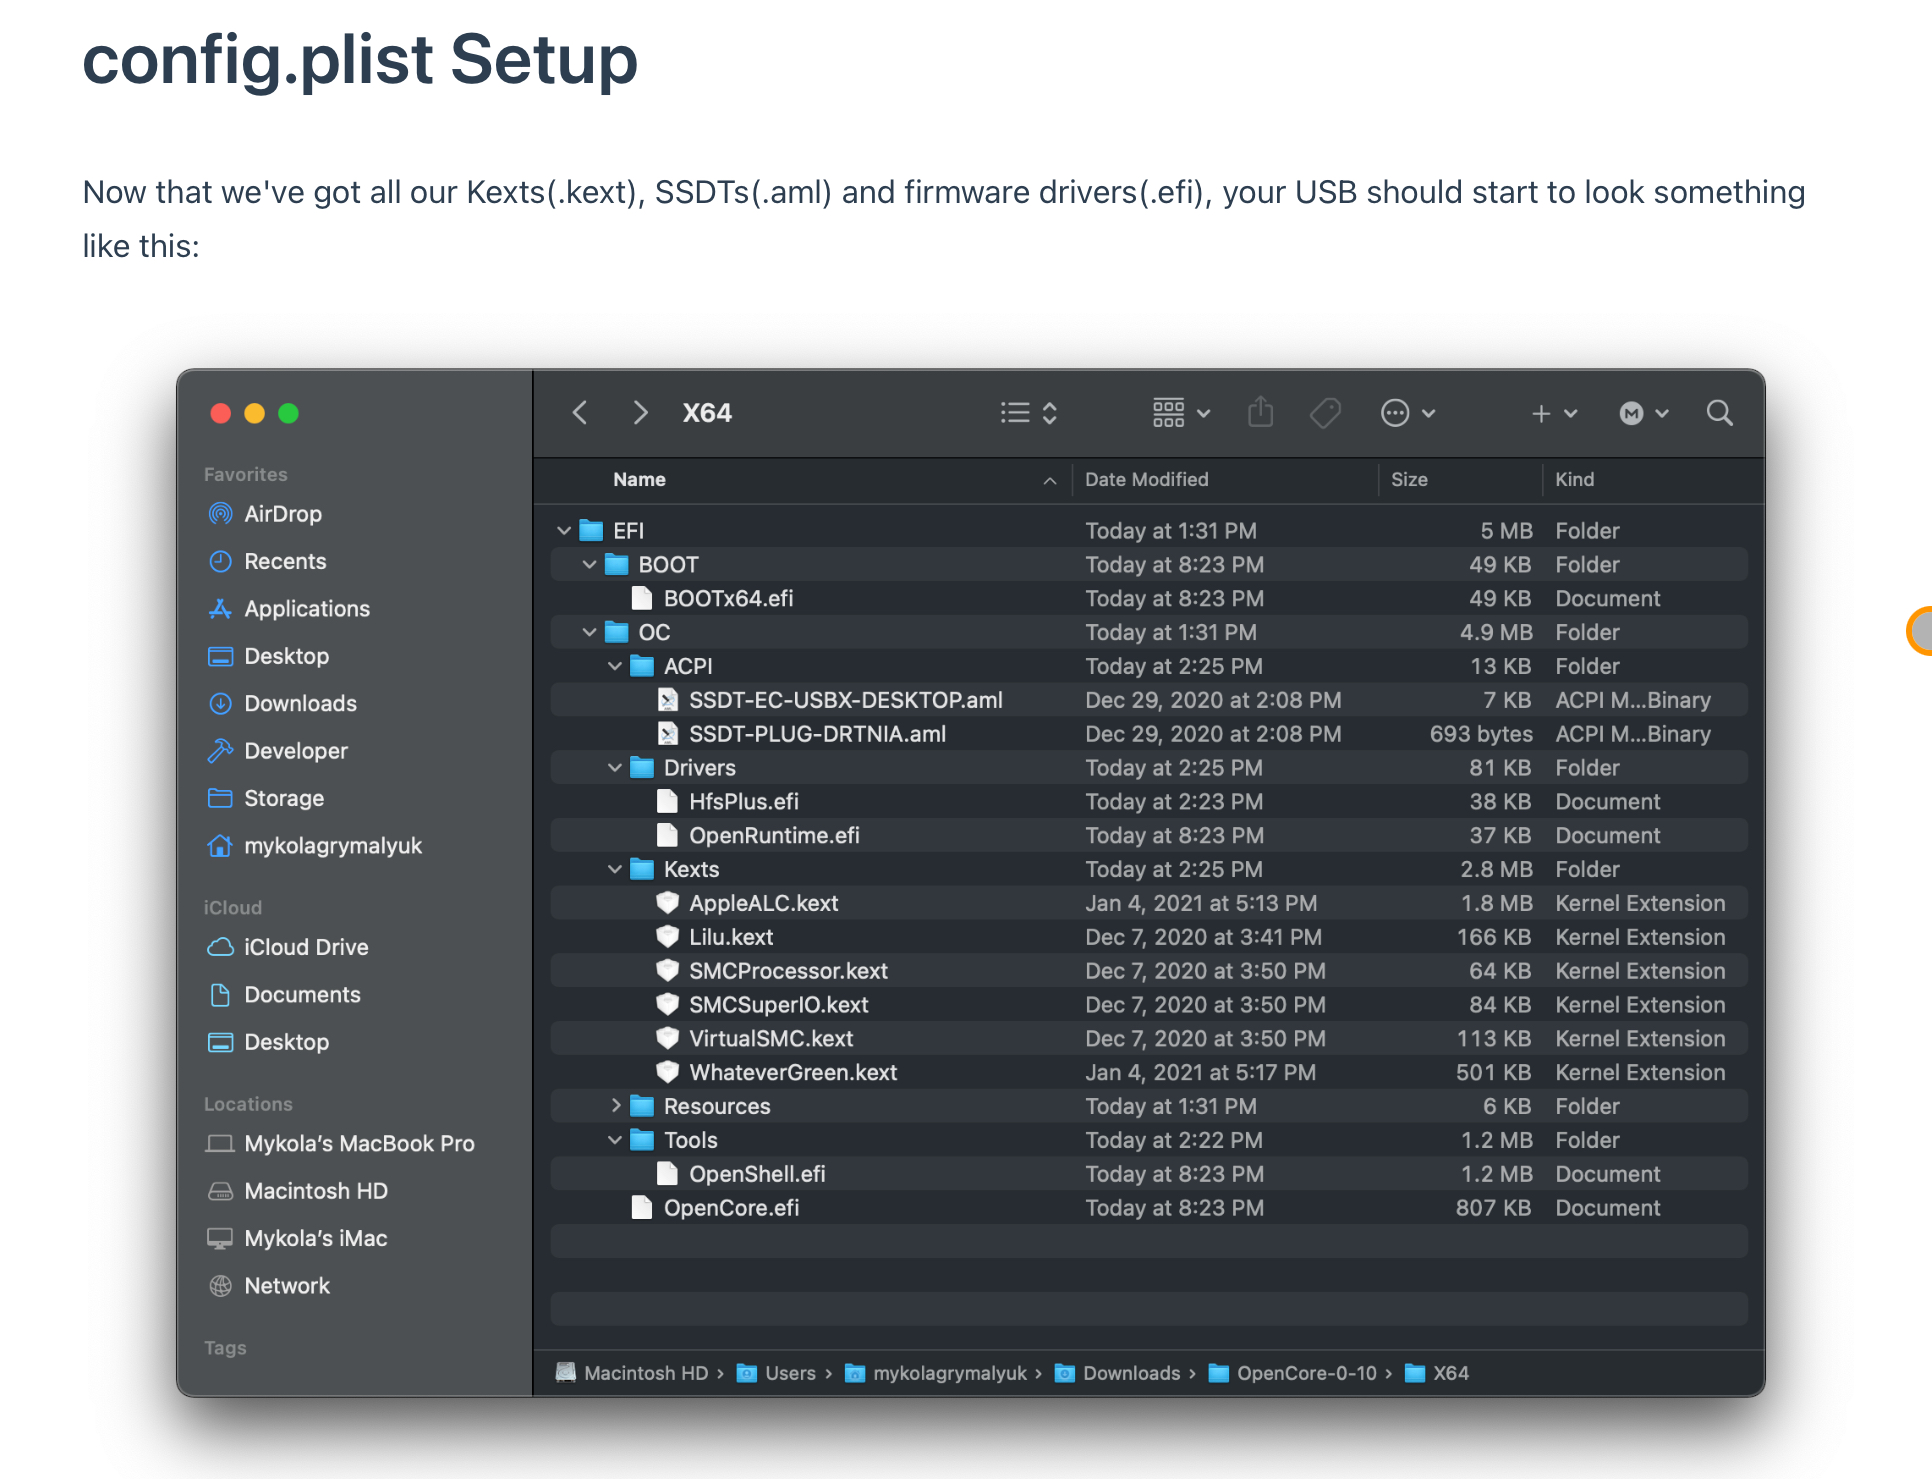 config.plist Setup
Now that we've got all our Kexts(.kext), SSDTs(.aml) and firmware drivers(.efi), your USB should start to look something
like this:
X64
Favorites
AirDrop
Recents
Applications
Desktop
Downloads
Developer
Storage
mykolagrymalyuk
iCloud
iCloud Drive
Documents
Desktop
Locations
Mykola’s MacBook Pro
Macintosh HD
Mykola’s iMac
Network
Tags
M
Name Date Modified Size Kind
EFI Today at 1:31 PM 5 MB Folder
BOOT Today at 8:23 PM 49 KB Folder
BOOTx64.efi Today at 8:23 PM 49 KB Document
OC Today at 1:31 PM 4.9 MB Folder
ACPI Today at 2:25 PM 13 KB Folder
SSDT-EC-USBX-DESKTOP.aml Dec 29, 2020 at 2:08 PM 7 KB ACPI M...Binary
SSDT-PLUG-DRTNIA.aml Dec 29, 2020 at 2:08 PM 693 bytes ACPI M...Binary
Drivers Today at 2:25 PM 81 KB Folder
HfsPlus.efi Today at 2:23 PM 38 KB Document
OpenRuntime.efi Today at 8:23 PM 37 KB Document
Kexts Today at 2:25 PM 2.8 MB Folder
AppleALC.kext Jan 4, 2021 at 5:13 PM 1.8 MB Kernel Extension
Lilu.kext Dec 7, 2020 at 3:41 PM 166 KB Kernel Extension
SMCProcessor.kext Dec 7, 2020 at 3:50 PM 64 KB Kernel Extension
SMCSuperIO.kext Dec 7, 2020 at 3:50 PM 84 KB Kernel Extension
VirtualSMC.kext Dec 7, 2020 at 3:50 PM 113 KB Kernel Extension
WhateverGreen.kext Jan 4, 2021 at 5:17 PM 501 KB Kernel Extension
Resources Today at 1:31 PM 6 KB Folder
Tools Today at 2:22 PM 1.2 MB Folder
OpenShell.efi Today at 8:23 PM 1.2 MB Document
OpenCore.efi Today at 8:23 PM 807 KB Document
Macintosh HD › Users › mykolagrymalyuk › Downloads › OpenCore-0-10 › X64